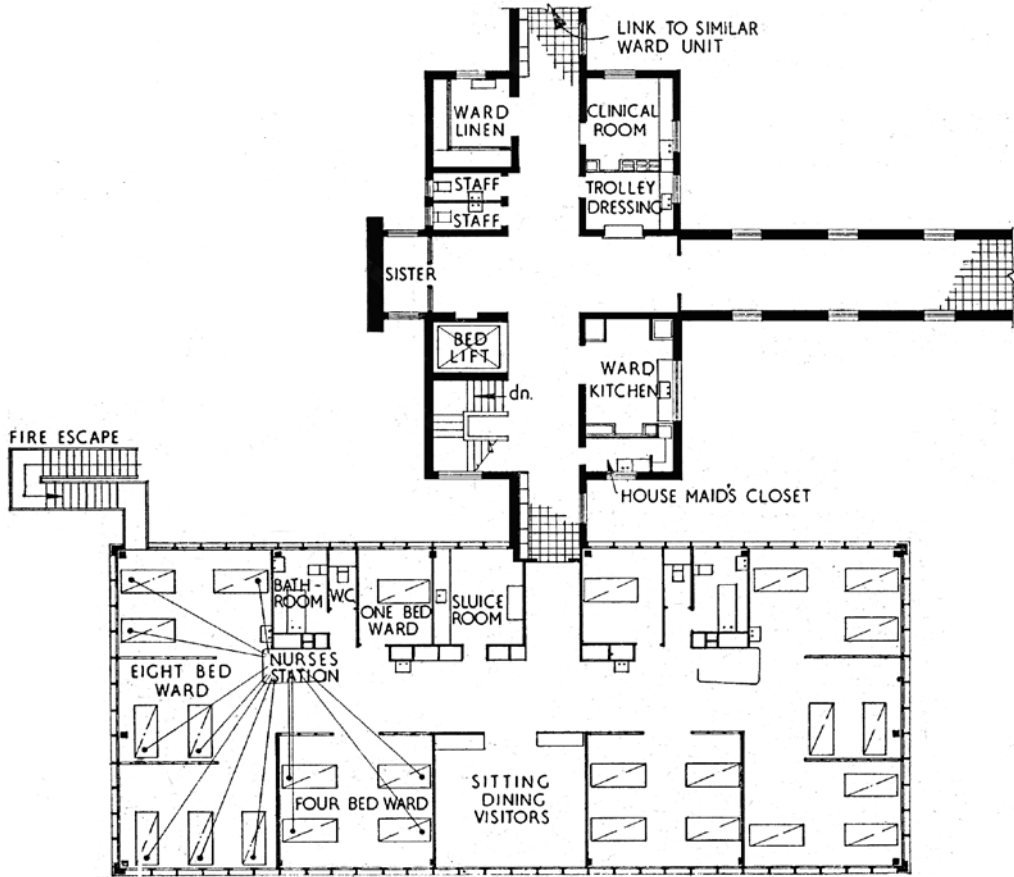 LINK TO SIMILAR
WARD UNIT
WARD
LINEN
CLINICAL
ROOM
STAFF
STAFF
TROLLEY
DRESSING
SISTER
BED
LIFT
dn.
WARD
KITCHEN
FIRE ESCAPE
HOUSE MAID'S CLOSET
BATH-
ROOM
WC
ONE BED
WARD
SLUICE
ROOM
NURSES
STATION
EIGHT BED
WARD
FOUR BED WARD
SITTING
DINING
VISITORS